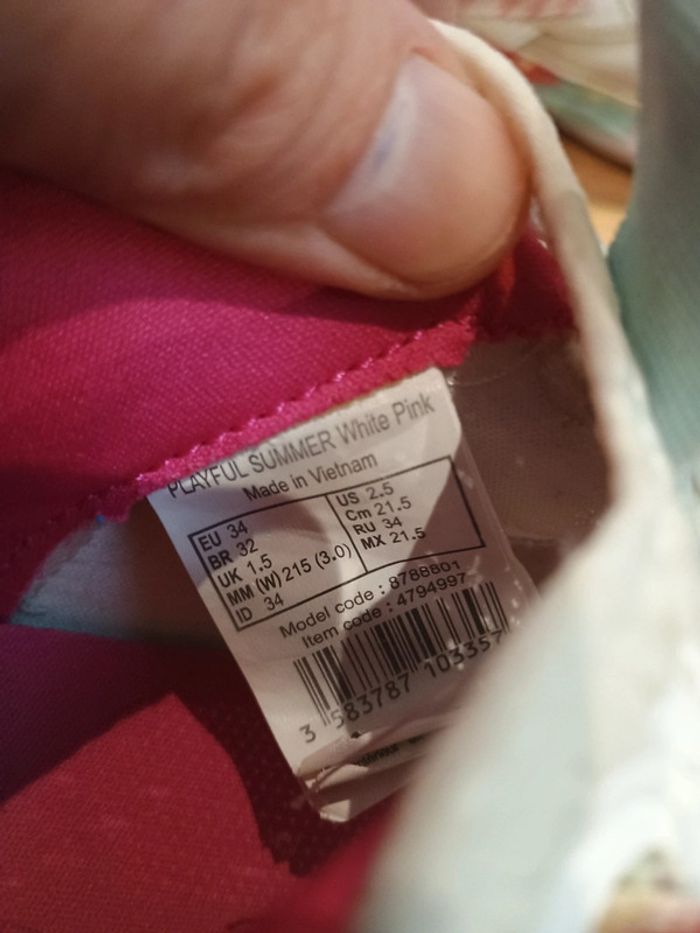 PLAYFUL SUMMER White Pink
Made in Vietnam
EU 34
BR 32
UK 1.5
MM (W) 215 (3.0)
ID 34
US 2.5
Cm 21.5
RU 34
MX 21.5
Model code : 8788801
Item code : 4794997
3 583787 103357